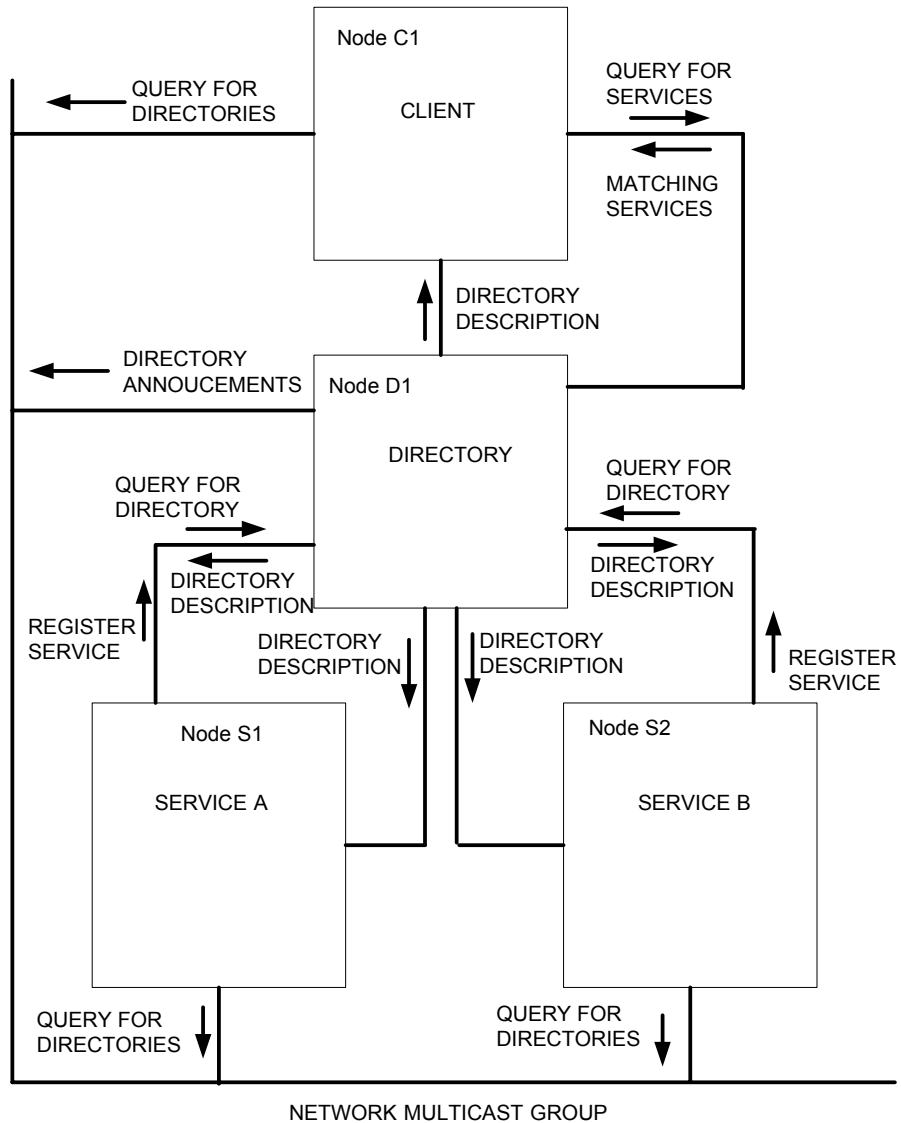 Node C1
CLIENT
QUERY FOR
DIRECTORIES
QUERY FOR
SERVICES
MATCHING
SERVICES
DIRECTORY
DESCRIPTION
DIRECTORY
ANNOUCEMENTS
Node D1
DIRECTORY
QUERY FOR
DIRECTORY
DIRECTORY
DESCRIPTION
QUERY FOR
DIRECTORY
DIRECTORY
DESCRIPTION
REGISTER
SERVICE
DIRECTORY
DESCRIPTION
DIRECTORY
DESCRIPTION
REGISTER
SERVICE
Node S1
SERVICE A
Node S2
SERVICE B
QUERY FOR
DIRECTORIES
QUERY FOR
DIRECTORIES
NETWORK MULTICAST GROUP